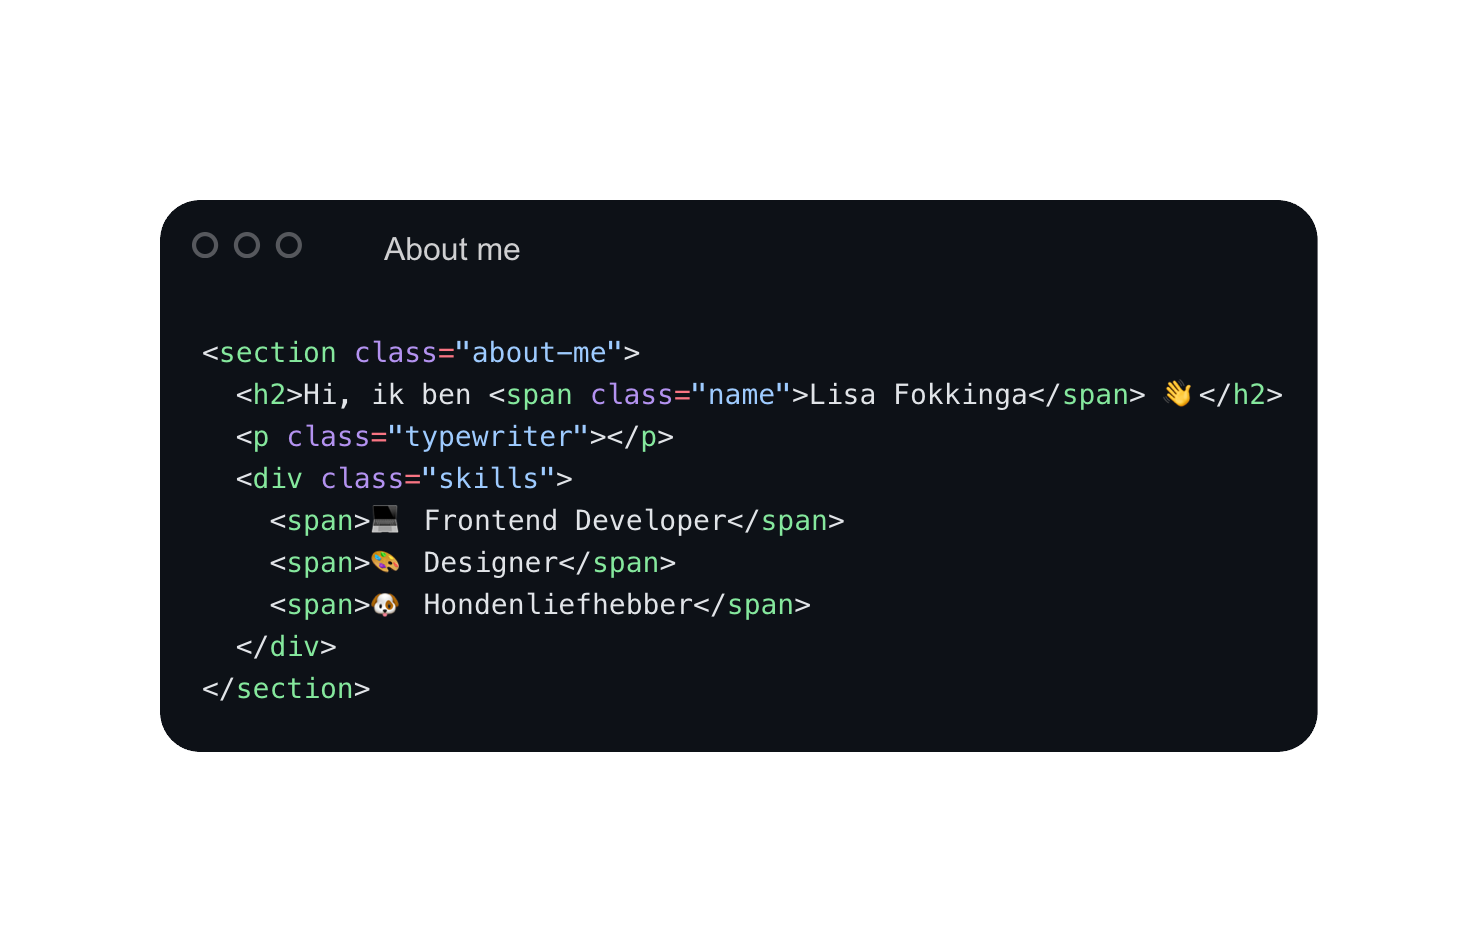 About me
<section class="about-me">
  <h2>Hi, ik ben <span class="name">Lisa Fokkinga</span> 👋</h2>
  <p class="typewriter"></p>
  <div class="skills">
    <span>💻 Frontend Developer</span>
    <span>🎨 Designer</span>
    <span>🐶 Hondenliefhebber</span>
  </div>
</section>